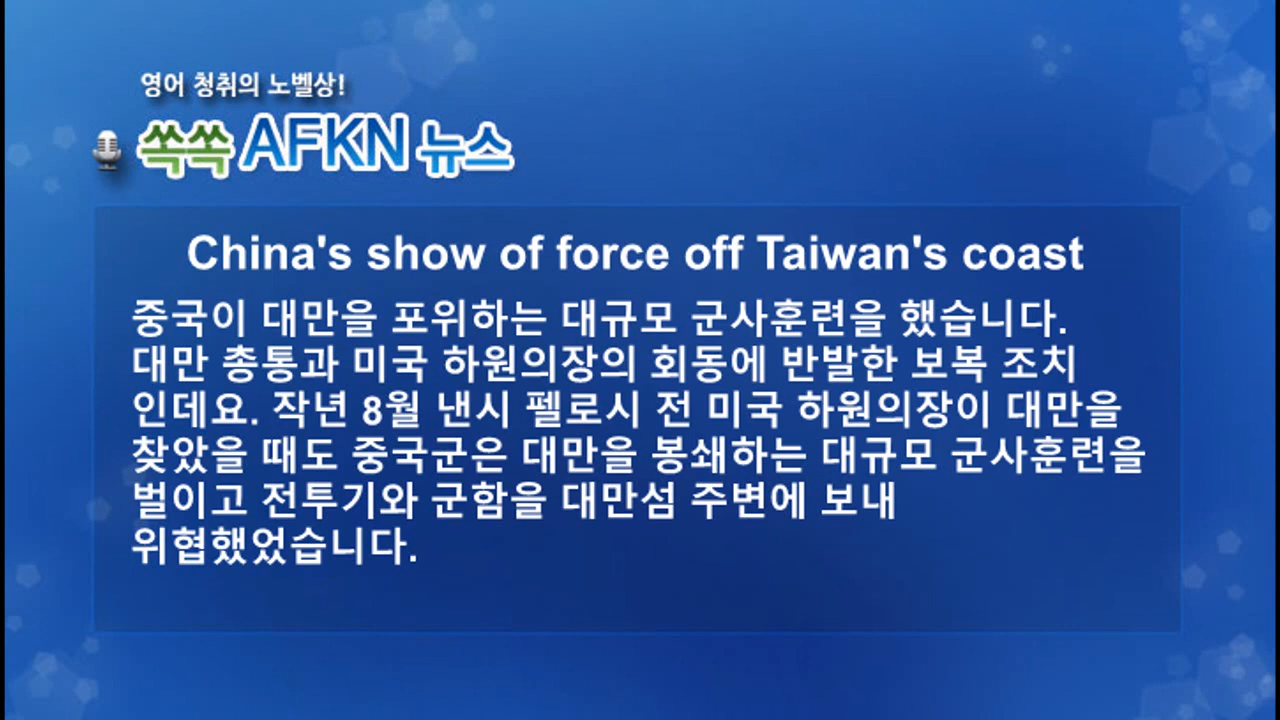 영어 청취의 노벨상!
쏙쏙 AFKN 뉴스
China's show of force off Taiwan's coast
중국이 대만을 포위하는 대규모 군사훈련을 했습니다.
대만 총통과 미국 하원의장의 회동에 반발한 보복 조치
인데요. 작년 8월 낸시 펠로시 전 미국 하원의장이 대만을
찾았을 때도 중국군은 대만을 봉쇄하는 대규모 군사훈련을
벌이고 전투기와 군함을 대만섬 주변에 보내
위협했었습니다.